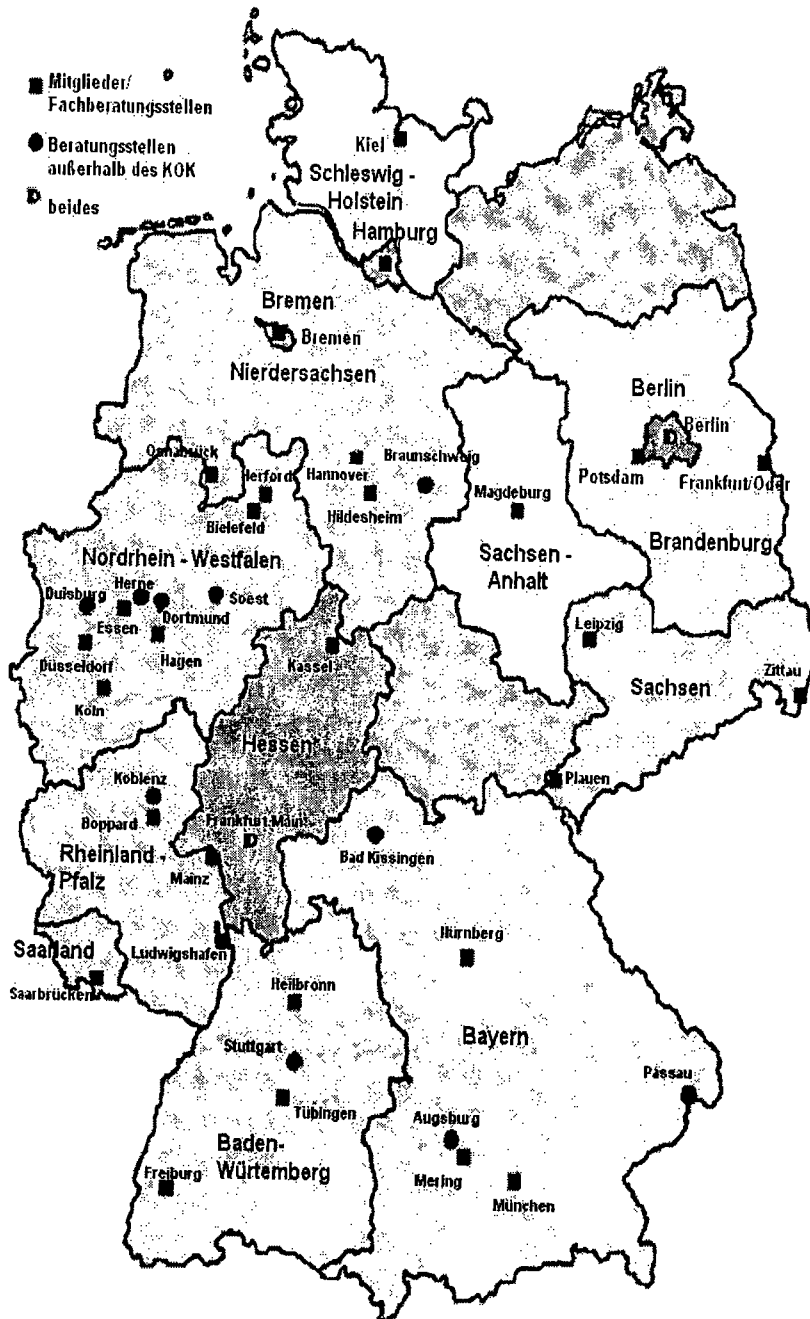 Mitglieder/
Fachberatungsstellen
Beratungsstellen
außerhalb des KOK
D beides
Kiel
Schleswig -
Holstein
Hamburg
Bremen
Bremen
Nierdersachsen
Berlin
Berlin
D
Potsdam
Frankfurt/Oder
Brandenburg
Osnabrück
Herford
Hannover
Braunschweig
Bielefeld
Hildesheim
Magdeburg
Sachsen -
Anhalt
Nordrhein - Westfalen
Duisburg
Herne
Soest
Essen
Dortmund
Düsseldorf
Hagen
Köln
Kassel
Leipzig
Zittau
Sachsen
Hessen
Plauen
Koblenz
Boppard
Frankfurt/Main
D
Rheinland -
Pfalz
Mainz
Bad Kissingen
Saarland
Ludwigshafen
Saarbrücken
Nürnberg
Heilbronn
Bayern
Stuttgart
Passau
Tübingen
Augsburg
Baden-
Würtemberg
Mering
Freiburg
München